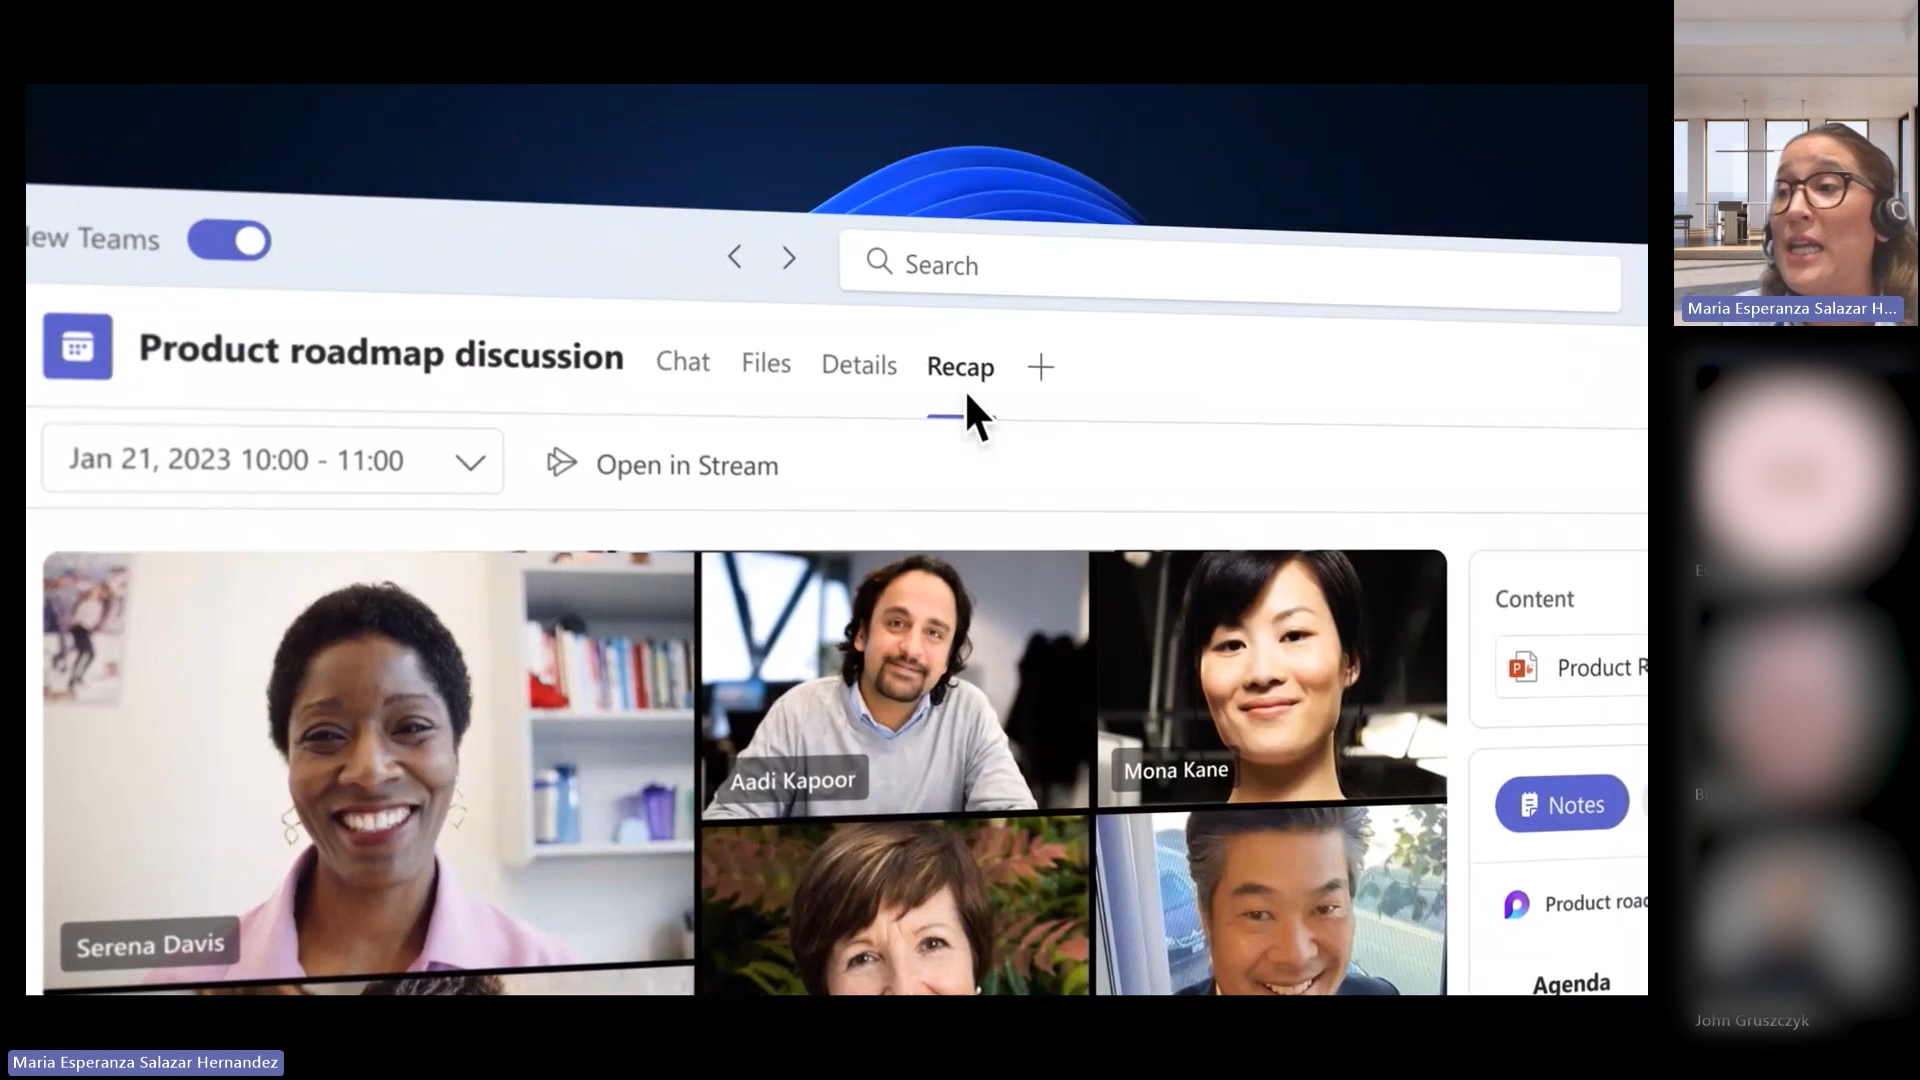 New Teams
Search
Product roadmap discussion
Chat
Files
Details
Recap
Jan 21, 2023 10:00 - 11:00
Open in Stream
Serena Davis
Aadi Kapoor
Mona Kane
Content
Product R
Notes
Product road
Agenda
Maria Esperanza Salazar H...
John Gruszczyk
Maria Esperanza Salazar Hernandez